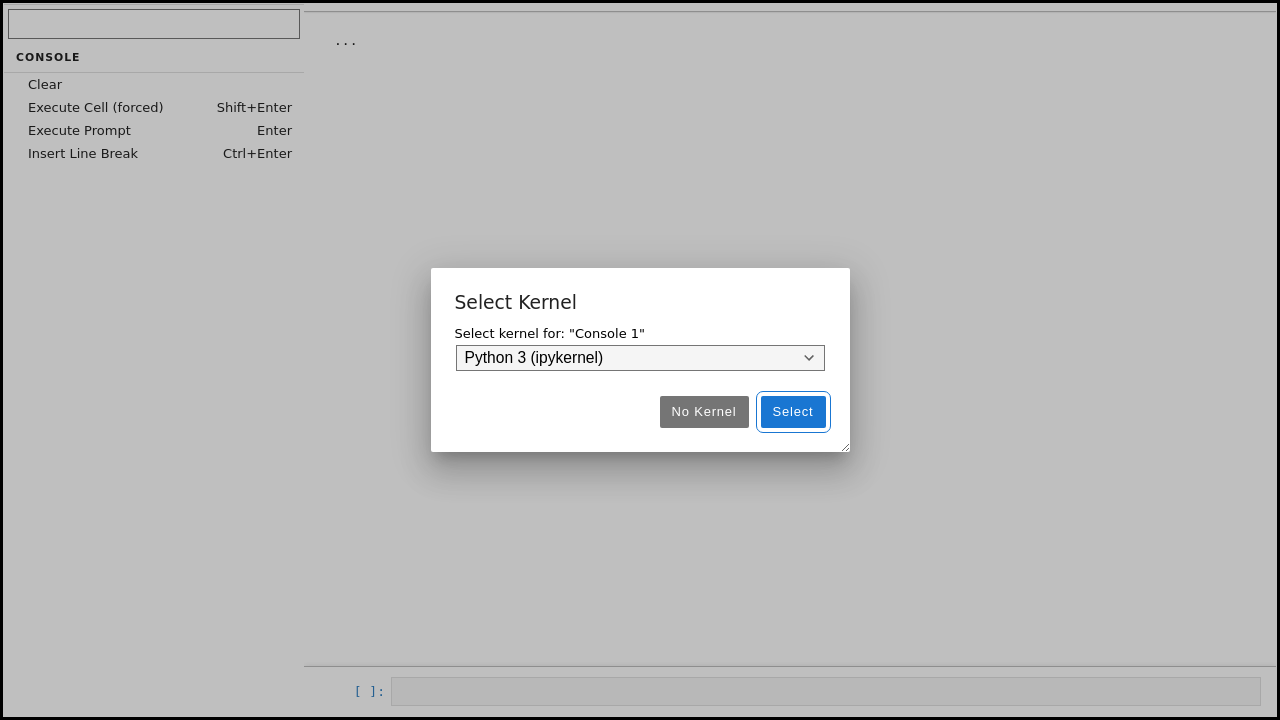 CONSOLE
Clear
Execute Cell (forced) Shift+Enter
Execute Prompt Enter
Insert Line Break Ctrl+Enter
...
Select Kernel
Select kernel for: "Console 1"
Python 3 (ipykernel)
No Kernel Select
[ ]: